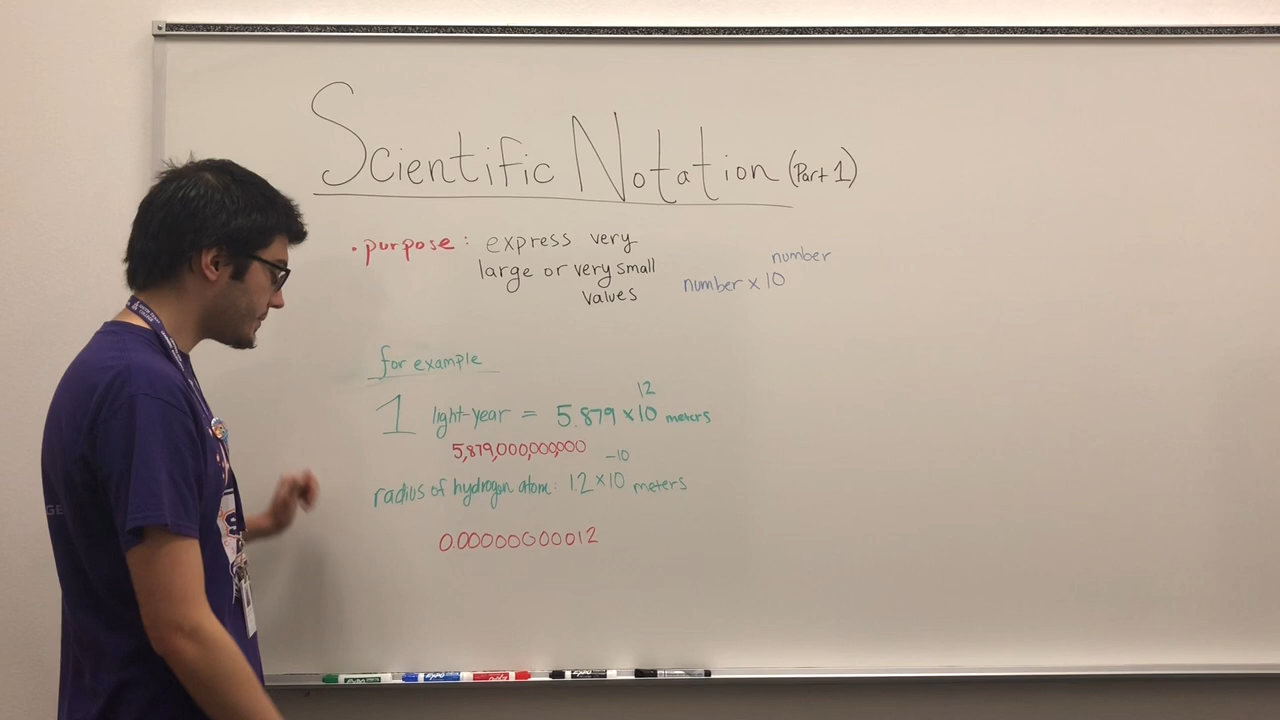 Scientific Notation (Part 1)
• purpose: express very
large or very small
values
number × 10^number
for example
1 light-year = 5.879 × 10^12 meters
5,879,000,000,000
radius of hydrogen atom: 1.2 × 10^-10 meters
0.00000000012
GE